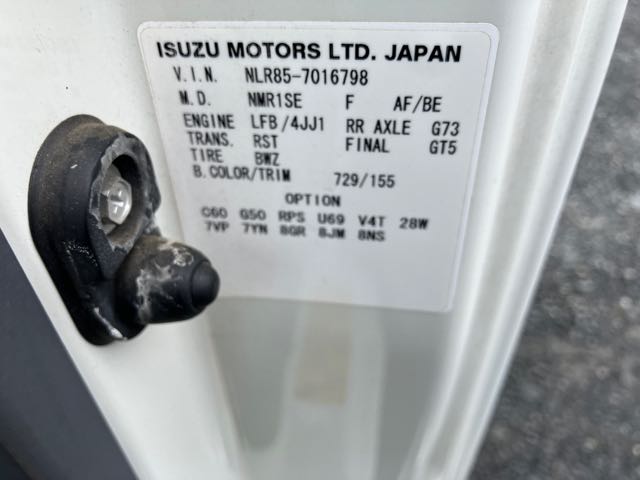 ISUZU MOTORS LTD. JAPAN
V.I.N. NLR85-7016798
M.D. NMR1SE F AF/BE
ENGINE LFB/4JJ1 RR AXLE G73
TRANS. RST FINAL GT5
TIRE BWZ
B.COLOR/TRIM 729/155
OPTION
C60 G50 RPS U69 V4T 28W
7VP 7YN 8GR 8JM 8NS